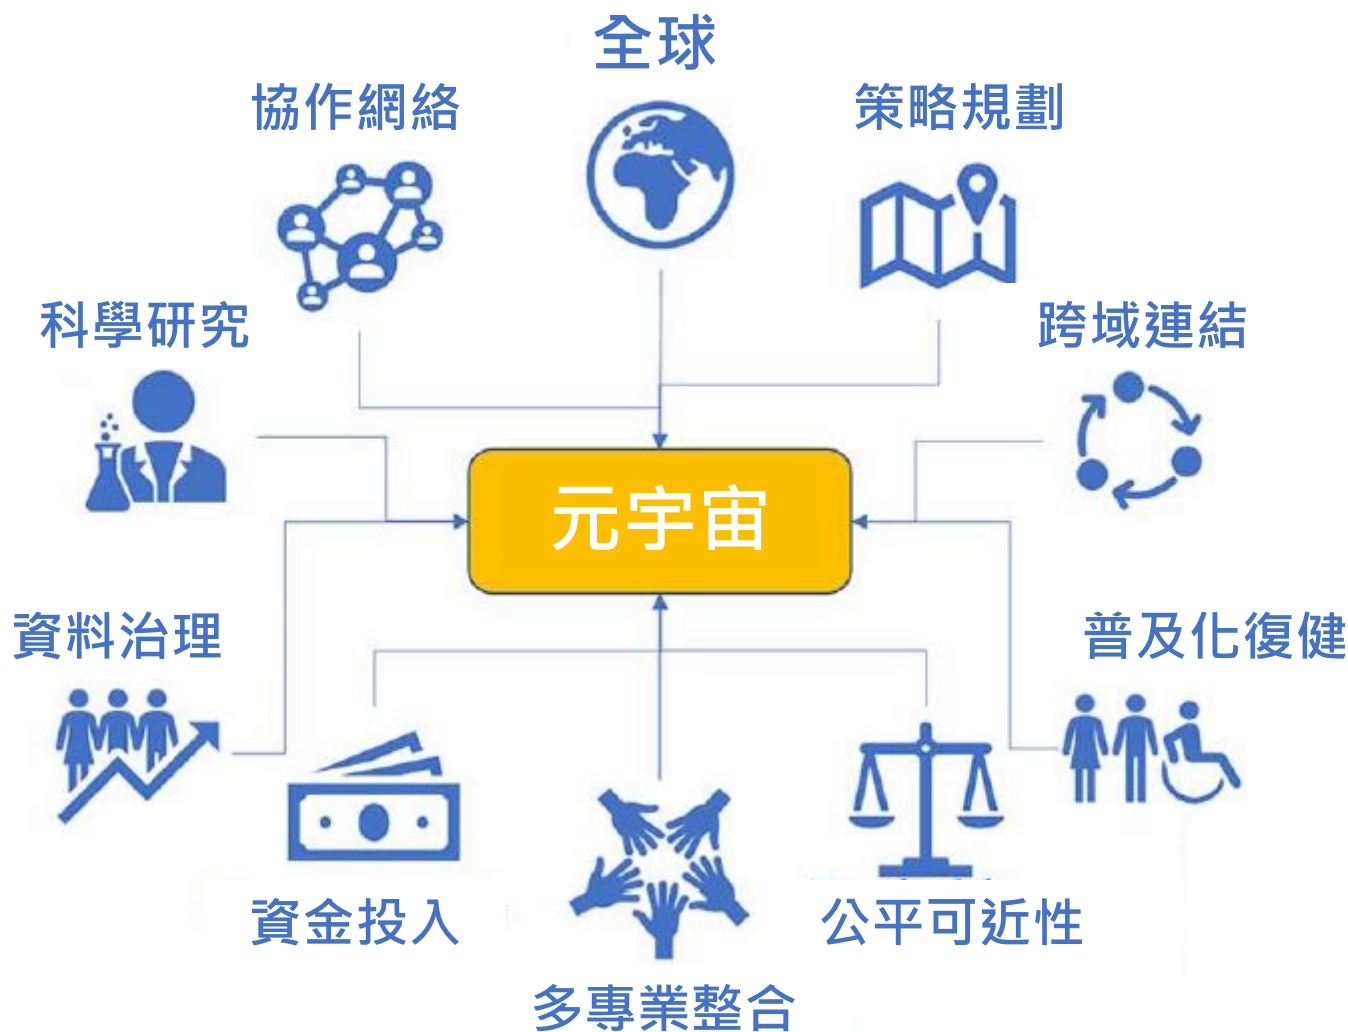 全球
協作網絡
策略規劃
科學研究
跨域連結
元宇宙
資料治理
普及化復健
資金投入
公平可近性
多專業整合